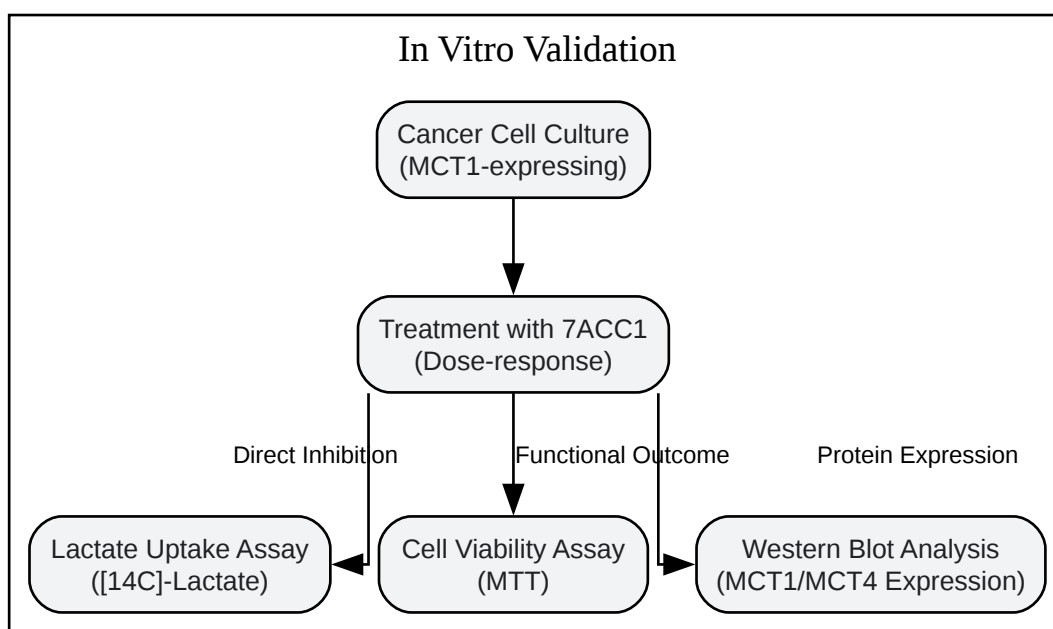 In Vitro Validation
Cancer Cell Culture
(MCT1-expressing)
Treatment with 7ACC1
(Dose-response)
Direct Inhibition
Functional Outcome
Protein Expression
Lactate Uptake Assay
([14C]-Lactate)
Cell Viability Assay
(MTT)
Western Blot Analysis
(MCT1/MCT4 Expression)